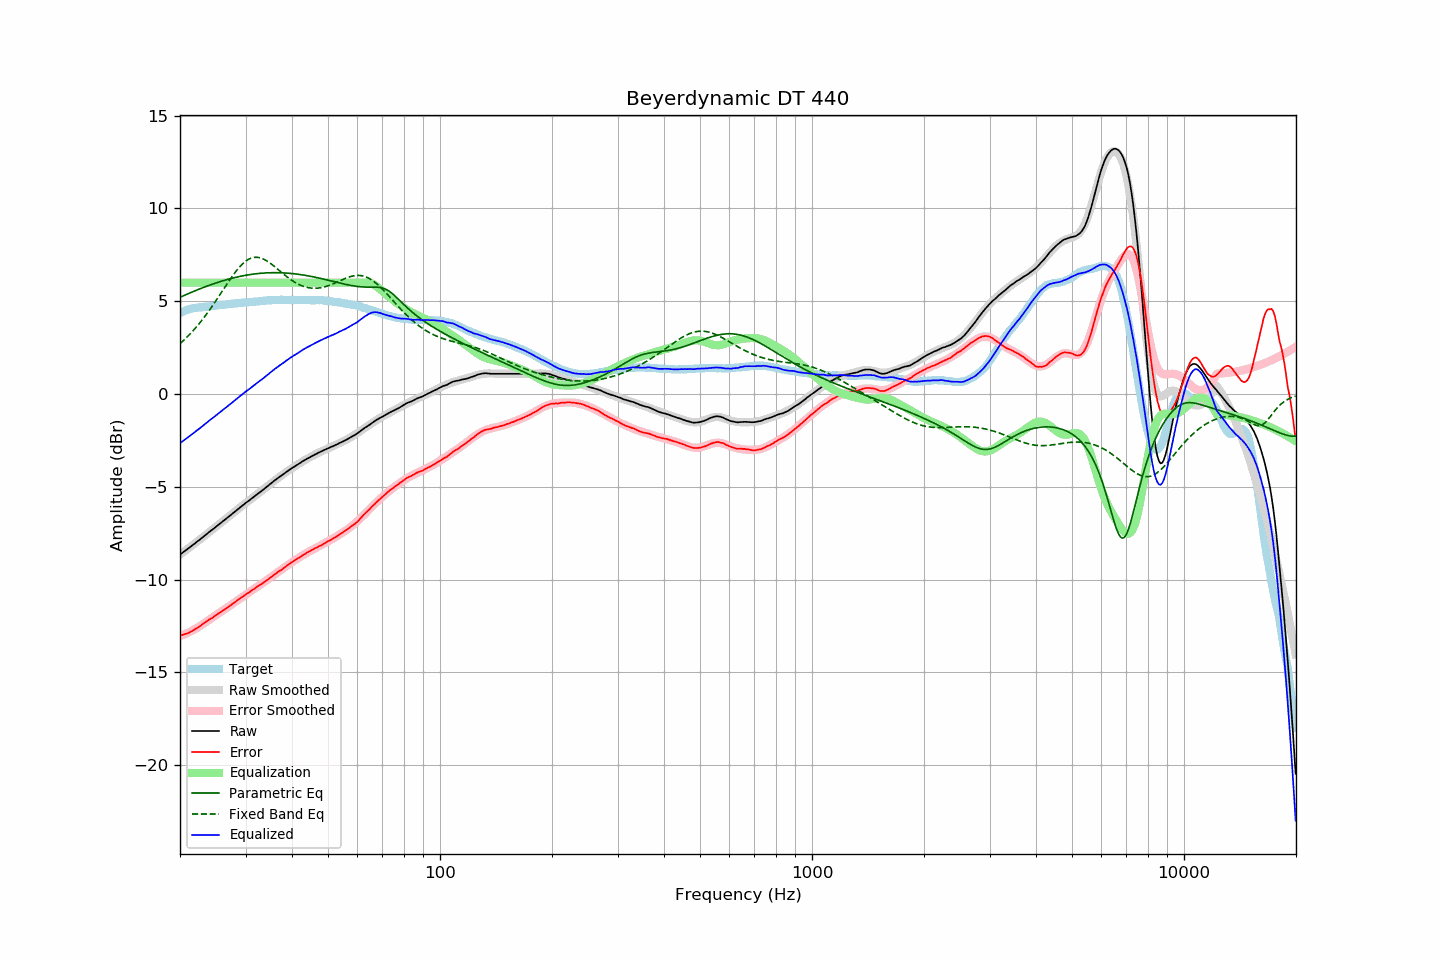 Beyerdynamic DT 440
15
10
5
0
−5
−10
−15
−20
Amplitude (dBr)
Target
Raw Smoothed
Error Smoothed
Raw
Error
Equalization
Parametric Eq
Fixed Band Eq
Equalized
100
1000
10000
Frequency (Hz)